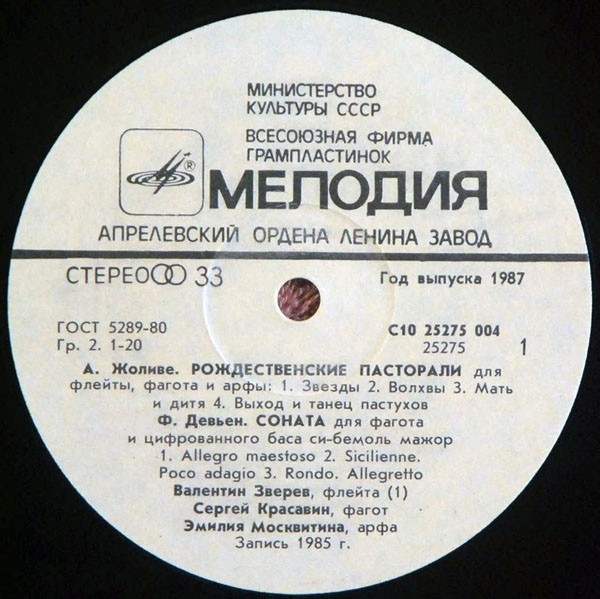 МИНИСТЕРСТВО
КУЛЬТУРЫ СССР
ВСЕСОЮЗНАЯ ФИРМА
ГРАМПЛАСТИНОК
®
МЕЛОДИЯ
АПРЕЛЕВСКИЙ ОРДЕНА ЛЕНИНА ЗАВОД
СТЕРЕО 33
Год выпуска 1987
ГОСТ 5289-80
С10 25275 004
Гр. 2. 1-20
25275
1
А. Жоливе. РОЖДЕСТВЕНСКИЕ ПАСТОРАЛИ для
флейты, фагота и арфы: 1. Звезды 2. Волхвы 3. Мать
и дитя 4. Выход и танец пастухов
Ф. Девьен. СОНАТА для фагота
и цифрованного баса си-бемоль мажор
1. Allegro maestoso 2. Sicilienne.
Poco adagio 3. Rondo. Allegretto
Валентин Зверев, флейта (1)
Сергей Красавин, фагот
Эмилия Москвитина, арфа
Запись 1985 г.